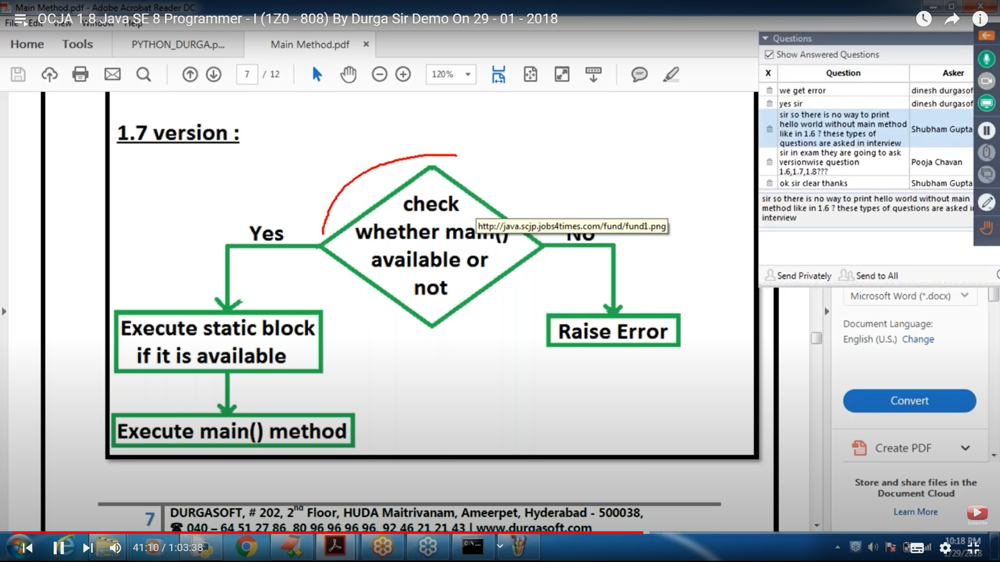 Main Method.pdf - Adobe Acrobat Reader DC
File Edit View Window Help
OCJA 1.8 Java SE 8 Programmer - I (1Z0 - 808) By Durga Sir Demo On 29 - 01 - 2018
Home Tools PYTHON_DURGA.p... Main Method.pdf ×
7 / 12 120%
1.7 version :
check
whether main()
available or
not
http://java.scjp.jobs4times.com/fund/fund1.png
Yes
No
Execute static block
if it is available
Raise Error
Execute main() method
7
DURGASOFT, # 202, 2nd Floor, HUDA Maitrivanam, Ameerpet, Hyderabad - 500038,
☎ 040 – 64 51 27 86, 80 96 96 96 96, 92 46 21 21 43 | www.durgasoft.com
Questions
Show Answered Questions
X Question Asker
we get error dinesh durgasof
yes sir dinesh durgasof
sir so there is no way to print
hello world without main method
like in 1.6 ? these types of
questions are asked in interview
Shubham Gupta
sir in exam they are going to ask
versionwise question
1.6,1.7,1.8???
Pooja Chavan
ok sir clear thanks Shubham Gupta
sir so there is no way to print hello world without main
method like in 1.6 ? these types of questions are asked i
interview
Send Privately Send to All
Microsoft Word (*.docx)
Document Language:
English (U.S.) Change
Convert
Create PDF
Store and share files in the
Document Cloud
Learn More
Subscribe
41:10 / 1:03:38
C:\
10:18 PM
1/29/2018